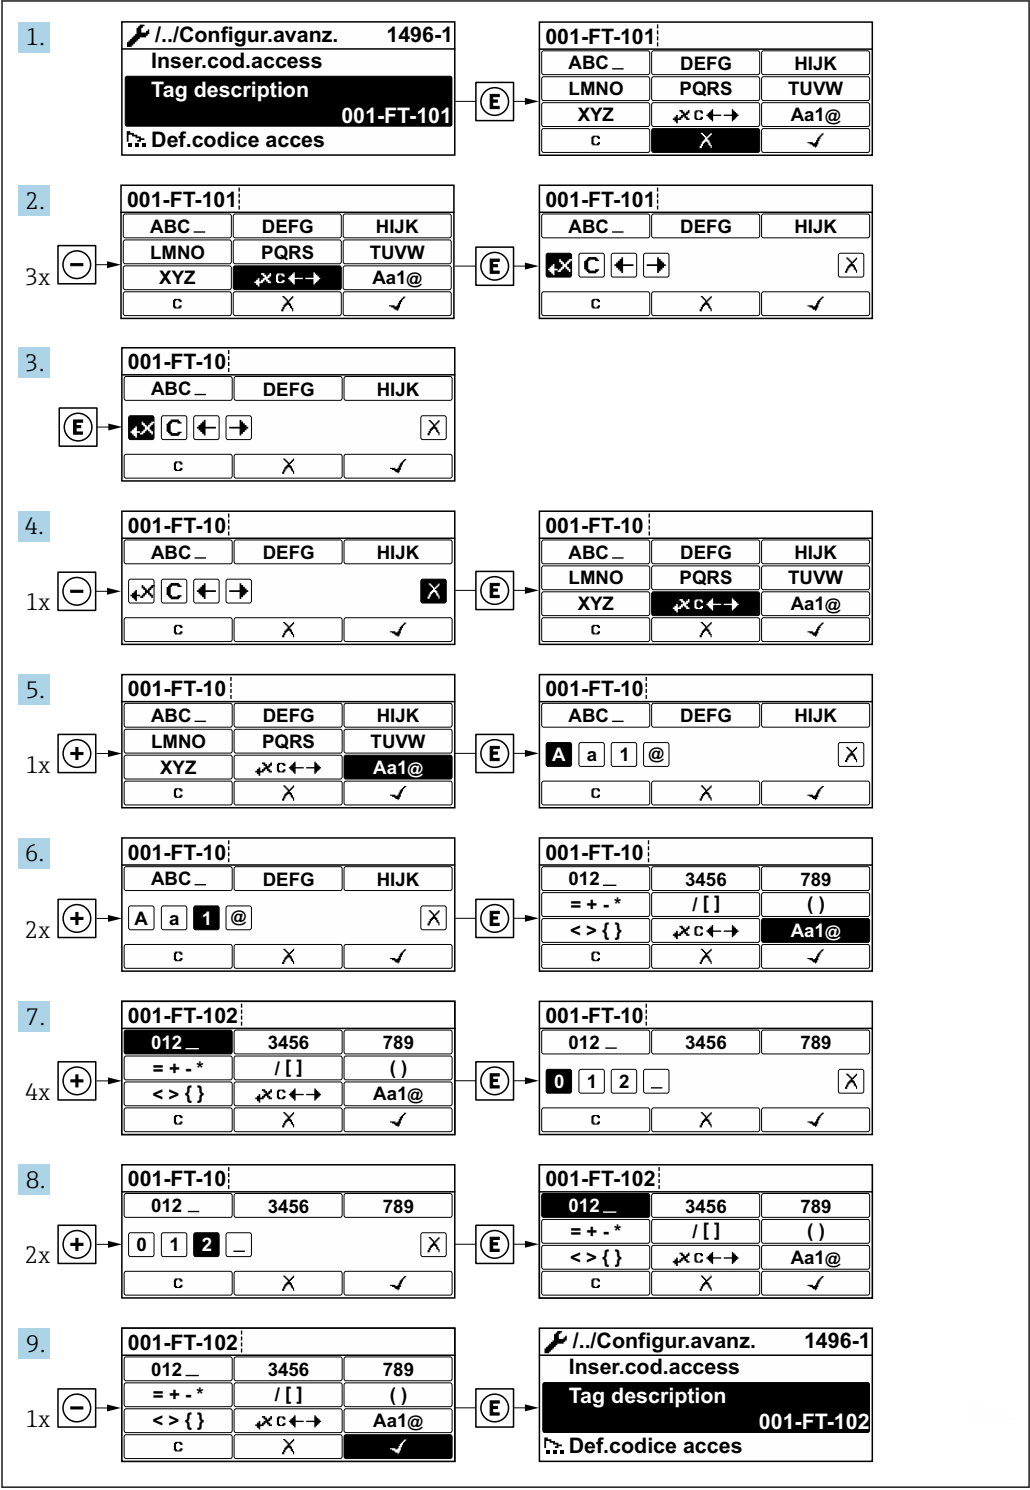 1.
/../Configur.avanz. 1496-1
Inser.cod.access
Tag description
001-FT-101
Def.codice acces
E
001-FT-101
ABC_ DEFG HIJK
LMNO PQRS TUVW
XYZ C Aa1@
C X ✓
2.
3x
001-FT-101
ABC_ DEFG HIJK
LMNO PQRS TUVW
XYZ C Aa1@
C X ✓
E
001-FT-101
ABC_ DEFG HIJK
C ← → X
C X ✓
3.
E
001-FT-10
ABC_ DEFG HIJK
C ← → X
C X ✓
4.
1x
001-FT-10
ABC_ DEFG HIJK
C ← → X
C X ✓
E
001-FT-10
ABC_ DEFG HIJK
LMNO PQRS TUVW
XYZ C Aa1@
C X ✓
5.
1x
001-FT-10
ABC_ DEFG HIJK
LMNO PQRS TUVW
XYZ C Aa1@
C X ✓
E
001-FT-10
ABC_ DEFG HIJK
A a 1 @ X
C X ✓
6.
2x
001-FT-10
ABC_ DEFG HIJK
A a 1 @ X
C X ✓
E
001-FT-10
012_ 3456 789
= + - * / [ ] ( )
< > { } C Aa1@
C X ✓
7.
4x
001-FT-102
012_ 3456 789
= + - * / [ ] ( )
< > { } C Aa1@
C X ✓
E
001-FT-10
012_ 3456 789
0 1 2 _ X
C X ✓
8.
2x
001-FT-10
012_ 3456 789
0 1 2 _ X
C X ✓
E
001-FT-102
012_ 3456 789
= + - * / [ ] ( )
< > { } C Aa1@
C X ✓
9.
1x
001-FT-102
012_ 3456 789
= + - * / [ ] ( )
< > { } C Aa1@
C X ✓
E
/../Configur.avanz. 1496-1
Inser.cod.access
Tag description
001-FT-102
Def.codice acces